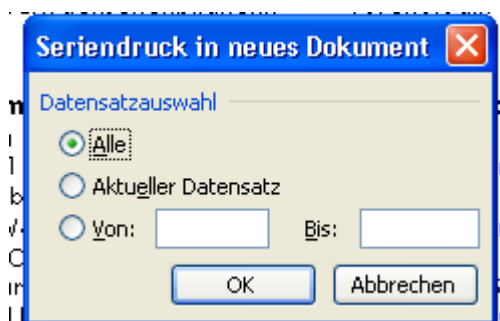 Seriendruck in neues Dokument
Datensatzauswahl
Alle
Aktueller Datensatz
Von: Bis:
OK Abbrechen